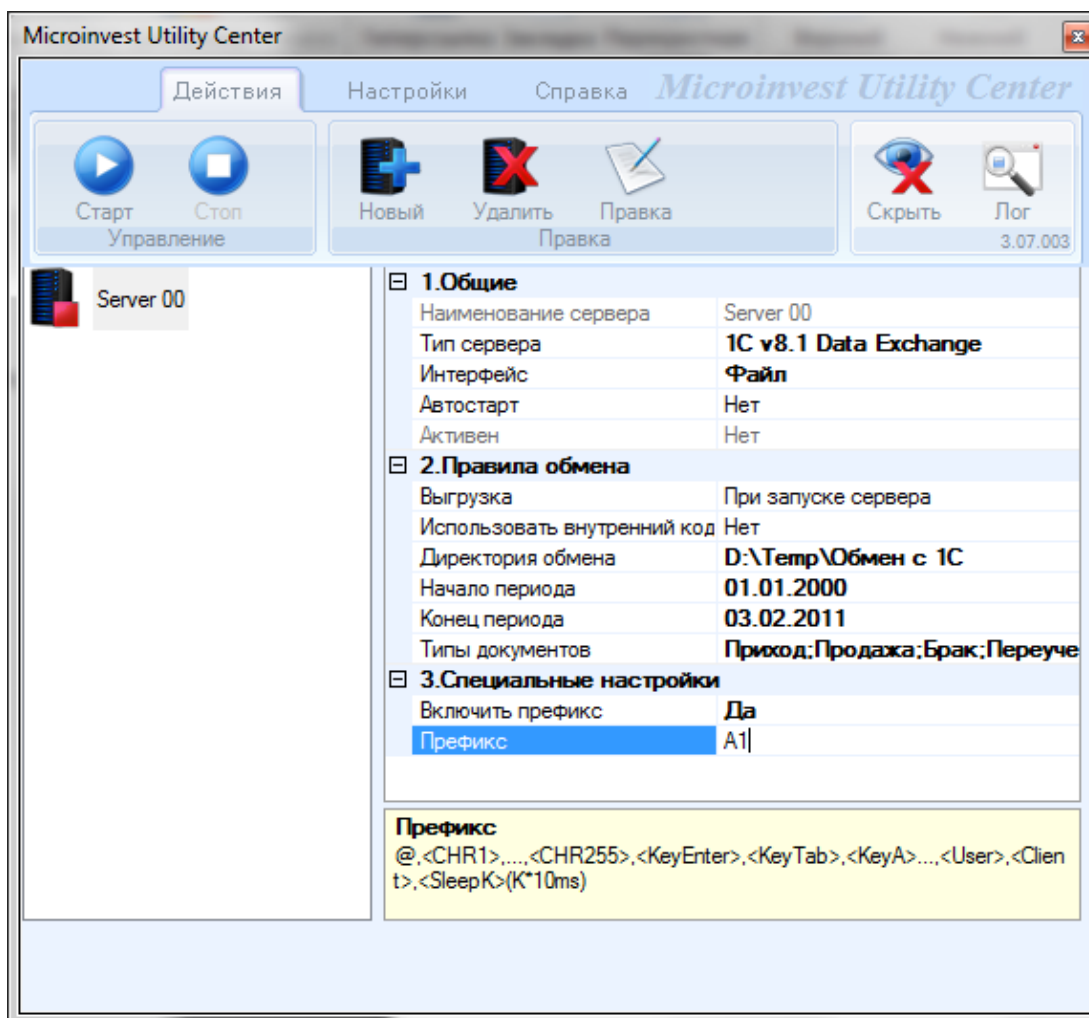 Microinvest Utility Center
Действия Настройки Справка Microinvest Utility Center
Старт Стоп Новый Удалить Правка Скрыть Лог
Управление Правка 3.07.003
Server 00
1.Общие
Наименование сервера Server 00
Тип сервера 1C v8.1 Data Exchange
Интерфейс Файл
Автостарт Нет
Активен Нет
2.Правила обмена
Выгрузка При запуске сервера
Использовать внутренний код Нет
Директория обмена D:\Temp\Обмен с 1С
Начало периода 01.01.2000
Конец периода 03.02.2011
Типы документов Приход;Продажа;Брак;Переуче
3.Специальные настройки
Включить префикс Да
Префикс A1
Префикс
@,<CHR1>,...,<CHR255>,<KeyEnter>,<KeyTab>,<KeyA>...,<User>,<Clien
t>,<SleepK>(K*10ms)